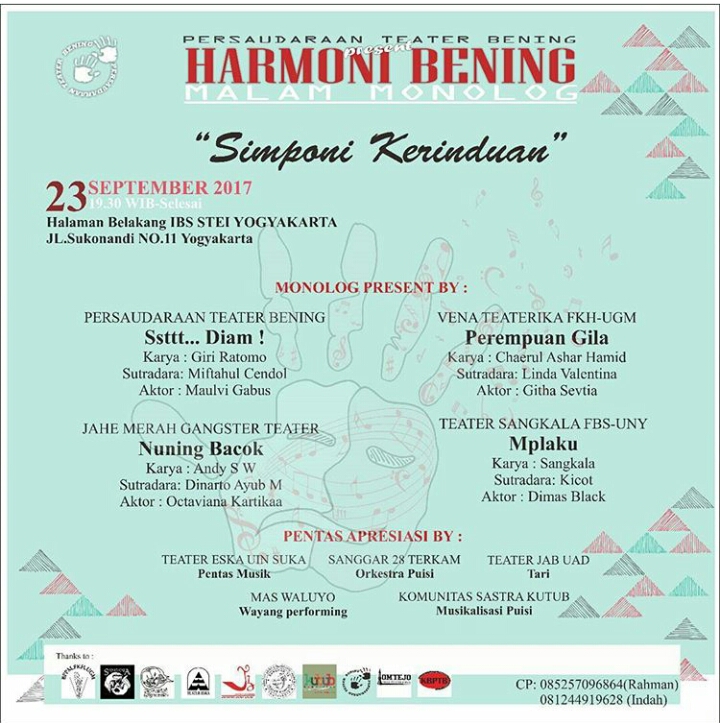 PERSAUDARAAN TEATER BENING
present
HARMONI BENING
MALAM MONOLOG
"Simponi Kerinduan"
23 SEPTEMBER 2017
19.30 WIB-Selesai
Halaman Belakang IBS STEI YOGYAKARTA
JL.Sukonandi NO.11 Yogyakarta
MONOLOG PRESENT BY :
PERSAUDARAAN TEATER BENING
Ssttt... Diam !
Karya : Giri Ratomo
Sutradara: Miftahul Cendol
Aktor : Maulvi Gabus
VENA TEATERIKA FKH-UGM
Perempuan Gila
Karya : Chaerul Ashar Hamid
Sutradara: Linda Valentina
Aktor : Githa Sevtia
JAHE MERAH GANGSTER TEATER
Nuning Bacok
Karya : Andy S W
Sutradara: Dinarto Ayub M
Aktor : Octaviana Kartikaa
TEATER SANGKALA FBS-UNY
Mplaku
Karya : Sangkala
Sutradara: Kicot
Aktor : Dimas Black
PENTAS APRESIASI BY :
TEATER ESKA UIN SUKA
Pentas Musik
SANGGAR 28 TERKAM
Orkestra Puisi
TEATER JAB UAD
Tari
MAS WALUYO
Wayang performing
KOMUNITAS SASTRA KUTUB
Musikalisasi Puisi
Thanks to :
OMTEJO
KBPTB
CP: 085257096864(Rahman)
081244919628 (Indah)